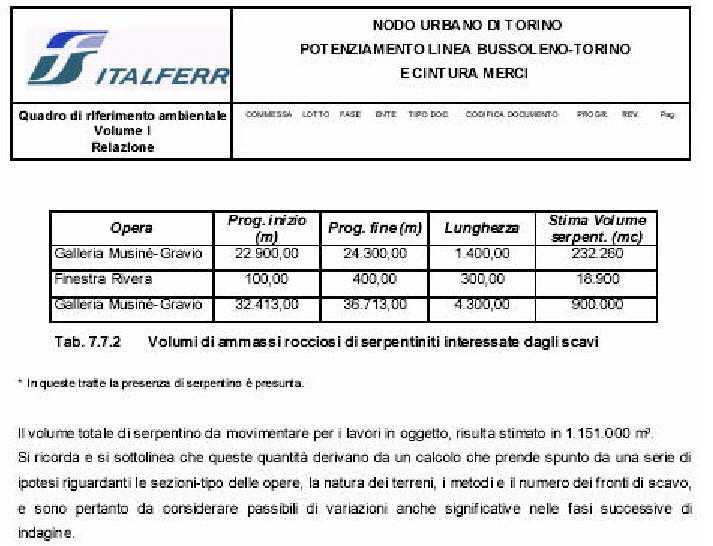 NODO URBANO DI TORINO
POTENZIAMENTO LINEA BUSSOLENO-TORINO
E CINTURA MERCI
ITALFERR
Quadro di riferimento ambientale
Volume I
Relazione
COMMESSA LOTTO FASE ENTE TIPO DOC. CODIFICA DOCUMENTO PROGR. REV. Pag.
Opera Prog. inizio (m) Prog. fine (m) Lunghezza Stima Volume serpent. (mc)
Galleria Musiné-Gravio 22.900,00 24.300,00 1.400,00 232.260
Finestra Rivera 100,00 400,00 300,00 18.900
Galleria Musiné-Gravio 32.413,00 36.713,00 4.300,00 900.000
Tab. 7.7.2 Volumi di ammassi rocciosi di serpentiniti interessate dagli scavi
* In queste tratte la presenza di serpentino è presunta.
Il volume totale di serpentino da movimentare per i lavori in oggetto, risulta stimato in 1.151.000 m³.
Si ricorda e si sottolinea che queste quantità derivano da un calcolo che prende spunto da una serie di
ipotesi riguardanti le sezioni-tipo delle opere, la natura dei terreni, i metodi e il numero dei fronti di scavo,
e sono pertanto da considerare passibili di variazioni anche significative nelle fasi successive di
indagine.